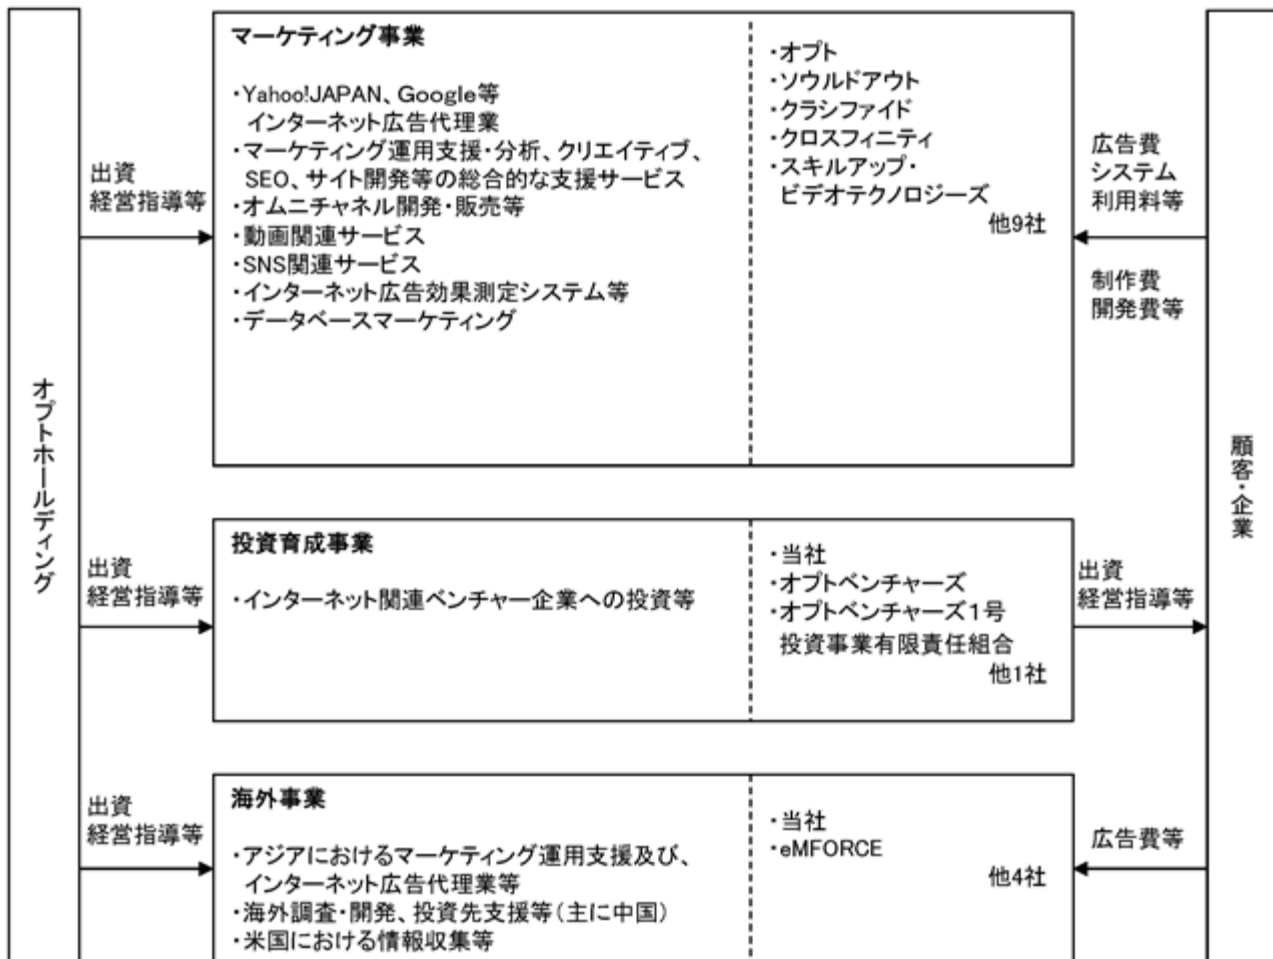 オプトホールディング
出資
経営指導等
マーケティング事業
・Yahoo!JAPAN、Google等
インターネット広告代理業
・マーケティング運用支援・分析、クリエイティブ、
SEO、サイト開発等の総合的な支援サービス
・オムニチャネル開発・販売等
・動画関連サービス
・SNS関連サービス
・インターネット広告効果測定システム等
・データベースマーケティング
・オプト
・ソウルドアウト
・クラシファイド
・クロスフィニティ
・スキルアップ・
ビデオテクノロジーズ
他9社
広告費
システム
利用料等
制作費
開発費等
出資
経営指導等
投資育成事業
・インターネット関連ベンチャー企業への投資等
・当社
・オプトベンチャーズ
・オプトベンチャーズ1号
投資事業有限責任組合
他1社
出資
経営指導等
出資
経営指導等
海外事業
・アジアにおけるマーケティング運用支援及び、
インターネット広告代理業等
・海外調査・開発、投資先支援等(主に中国)
・米国における情報収集等
・当社
・eMFORCE
他4社
広告費等
顧客・企業